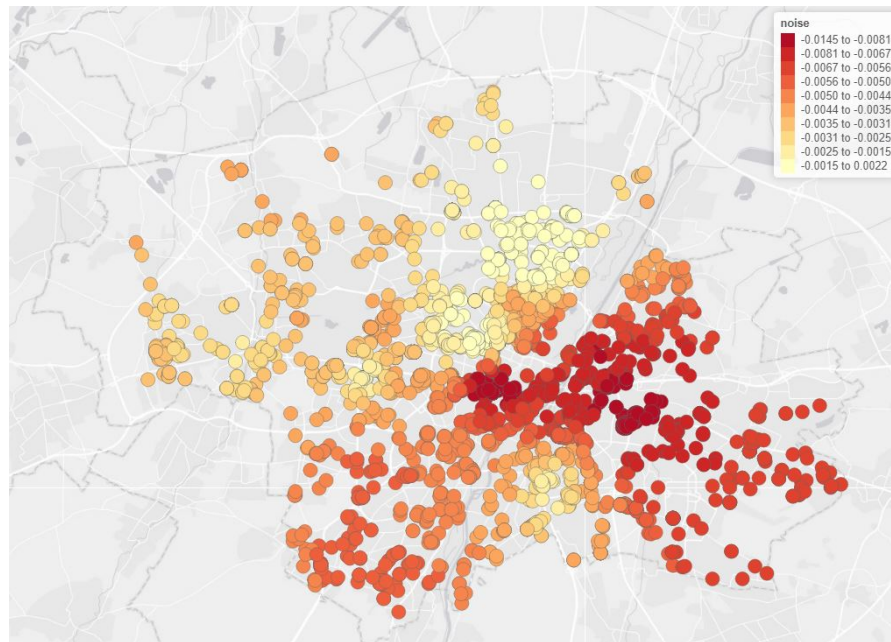 noise
-0.0145 to -0.0081
-0.0081 to -0.0067
-0.0067 to -0.0056
-0.0056 to -0.0050
-0.0050 to -0.0044
-0.0044 to -0.0035
-0.0035 to -0.0031
-0.0031 to -0.0025
-0.0025 to -0.0015
-0.0015 to 0.0022